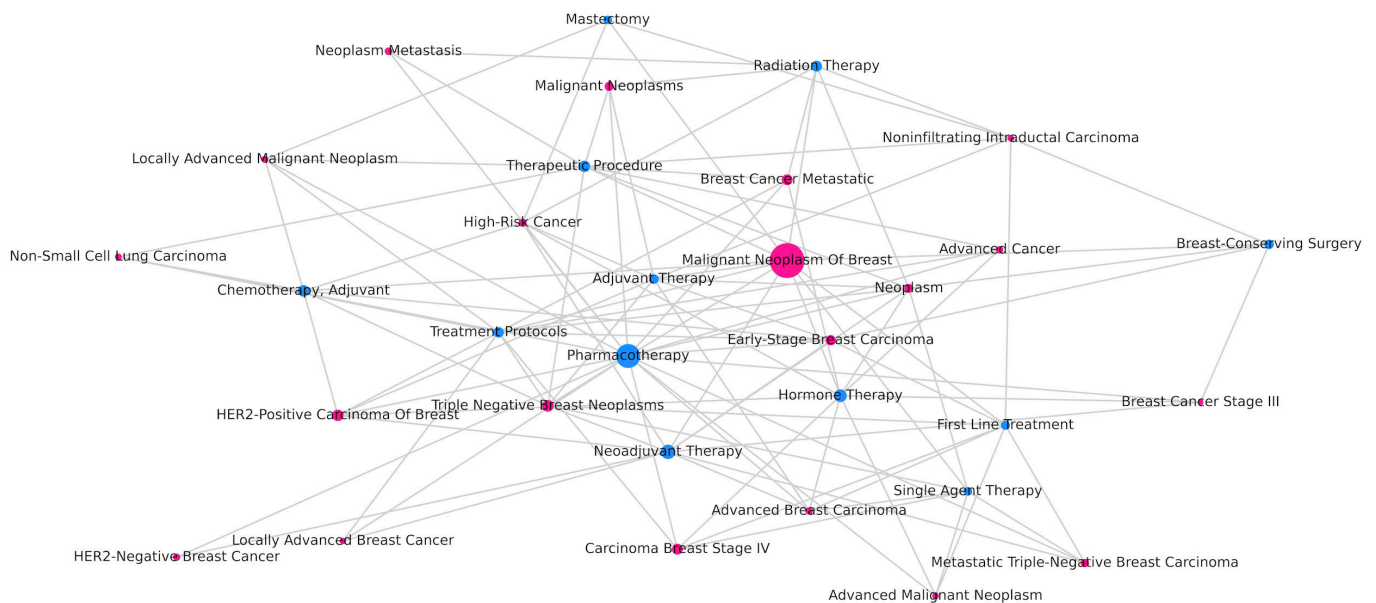 Mastectomy
Neoplasm Metastasis
Radiation Therapy
Malignant Neoplasms
Noninfiltrating Intraductal Carcinoma
Locally Advanced Malignant Neoplasm
Therapeutic Procedure
Breast Cancer Metastatic
High-Risk Cancer
Breast-Conserving Surgery
Advanced Cancer
Non-Small Cell Lung Carcinoma
Malignant Neoplasm Of Breast
Adjuvant Therapy
Neoplasm
Chemotherapy, Adjuvant
Treatment Protocols
Early-Stage Breast Carcinoma
Pharmacotherapy
Hormone Therapy
Breast Cancer Stage III
Triple Negative Breast Neoplasms
HER2-Positive Carcinoma Of Breast
First Line Treatment
Neoadjuvant Therapy
Single Agent Therapy
Advanced Breast Carcinoma
Locally Advanced Breast Cancer
Carcinoma Breast Stage IV
HER2-Negative Breast Cancer
Metastatic Triple-Negative Breast Carcinoma
Advanced Malignant Neoplasm